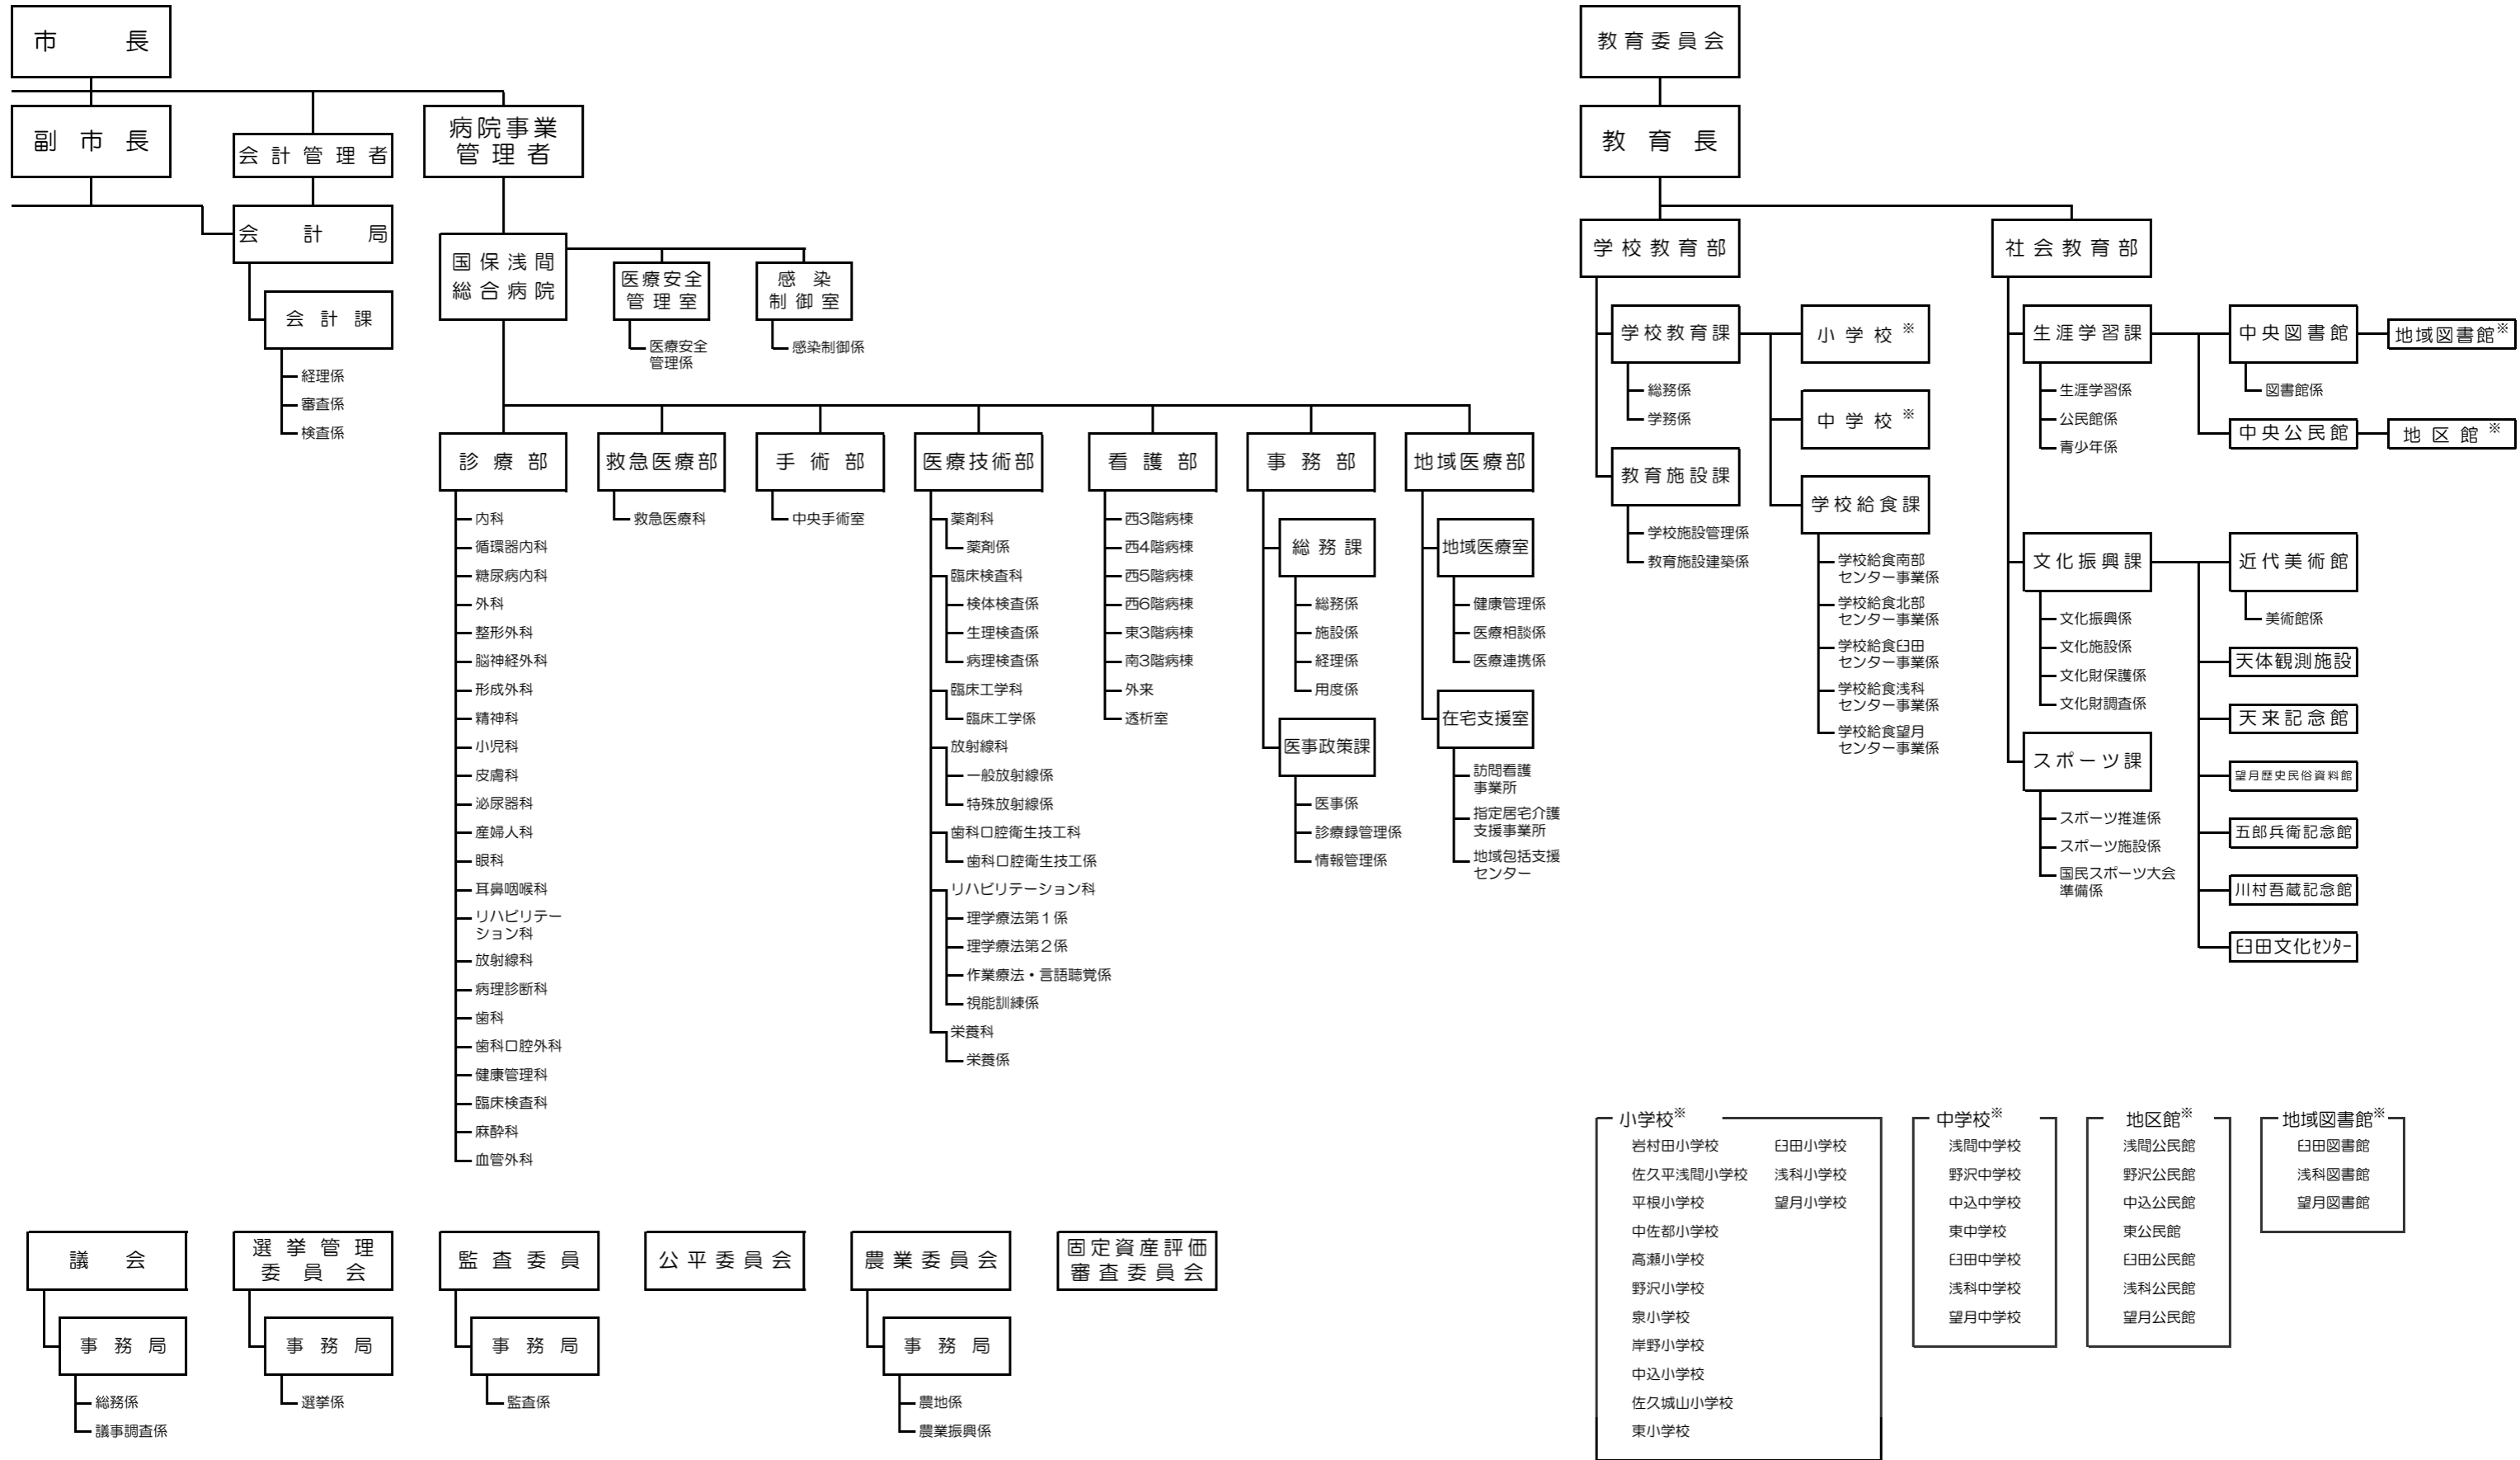 市長
副市長
会計管理者
会計局
会計課
経理係
審査係
検査係
病院事業
管理者
国保浅間
総合病院
医療安全
管理室
医療安全
管理係
感染
制御室
感染制御係
診療部
内科
循環器内科
糖尿病内科
外科
整形外科
脳神経外科
形成外科
精神科
小児科
皮膚科
泌尿器科
産婦人科
眼科
耳鼻咽喉科
リハビリテー
ション科
放射線科
病理診断科
歯科
歯科口腔外科
健康管理科
臨床検査科
麻酔科
血管外科
救急医療部
救急医療科
手術部
中央手術室
医療技術部
薬剤科
薬剤係
臨床検査科
検体検査係
生理検査係
病理検査係
臨床工学科
臨床工学係
放射線科
一般放射線係
特殊放射線係
歯科口腔衛生技工科
歯科口腔衛生技工係
リハビリテーション科
理学療法第1係
理学療法第2係
作業療法・言語聴覚係
視能訓練係
栄養科
栄養係
看護部
西3階病棟
西4階病棟
西5階病棟
西6階病棟
東3階病棟
南3階病棟
外来
透析室
事務部
総務課
総務係
施設係
経理係
用度係
医事政策課
医事係
診療録管理係
情報管理係
地域医療部
地域医療室
健康管理係
医療相談係
医療連携係
在宅支援室
訪問看護
事業所
指定居宅介護
支援事業所
地域包括支援
センター
教育委員会
教育長
学校教育部
学校教育課
総務係
学務係
教育施設課
学校施設管理係
教育施設建築係
小学校※
中学校※
学校給食課
学校給食南部
センター事業係
学校給食北部
センター事業係
学校給食臼田
センター事業係
学校給食浅科
センター事業係
学校給食望月
センター事業係
社会教育部
生涯学習課
生涯学習係
公民館係
青少年係
中央図書館
図書館係
地域図書館※
中央公民館
地区館※
文化振興課
文化振興係
文化施設係
文化財保護係
文化財調査係
近代美術館
美術館係
天体観測施設
天来記念館
望月歴史民俗資料館
五郎兵衛記念館
川村吾蔵記念館
臼田文化センター
スポーツ課
スポーツ推進係
スポーツ施設係
国民スポーツ大会
準備係
議会
事務局
総務係
議事調査係
選挙管理
委員会
事務局
選挙係
監査委員
事務局
監査係
公平委員会
農業委員会
事務局
農地係
農業振興係
固定資産評価
審査委員会
小学校※
岩村田小学校
佐久平浅間小学校
平根小学校
中佐都小学校
高瀬小学校
野沢小学校
泉小学校
岸野小学校
中込小学校
佐久城山小学校
東小学校
臼田小学校
浅科小学校
望月小学校
中学校※
浅間中学校
野沢中学校
中込中学校
東中学校
臼田中学校
浅科中学校
望月中学校
地区館※
浅間公民館
野沢公民館
中込公民館
東公民館
臼田公民館
浅科公民館
望月公民館
地域図書館※
臼田図書館
浅科図書館
望月図書館